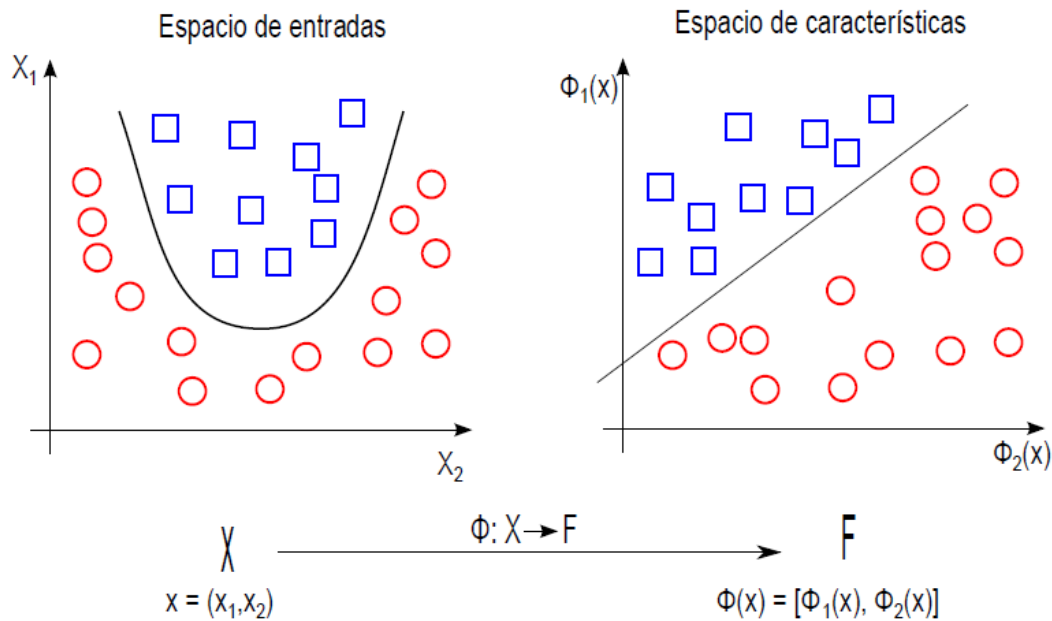 Espacio de entradas
Espacio de características
X₁
Φ₁(x)
X₂
Φ₂(x)
Φ: X→F
X
F
x = (x₁,x₂)
Φ(x) = [Φ₁(x), Φ₂(x)]